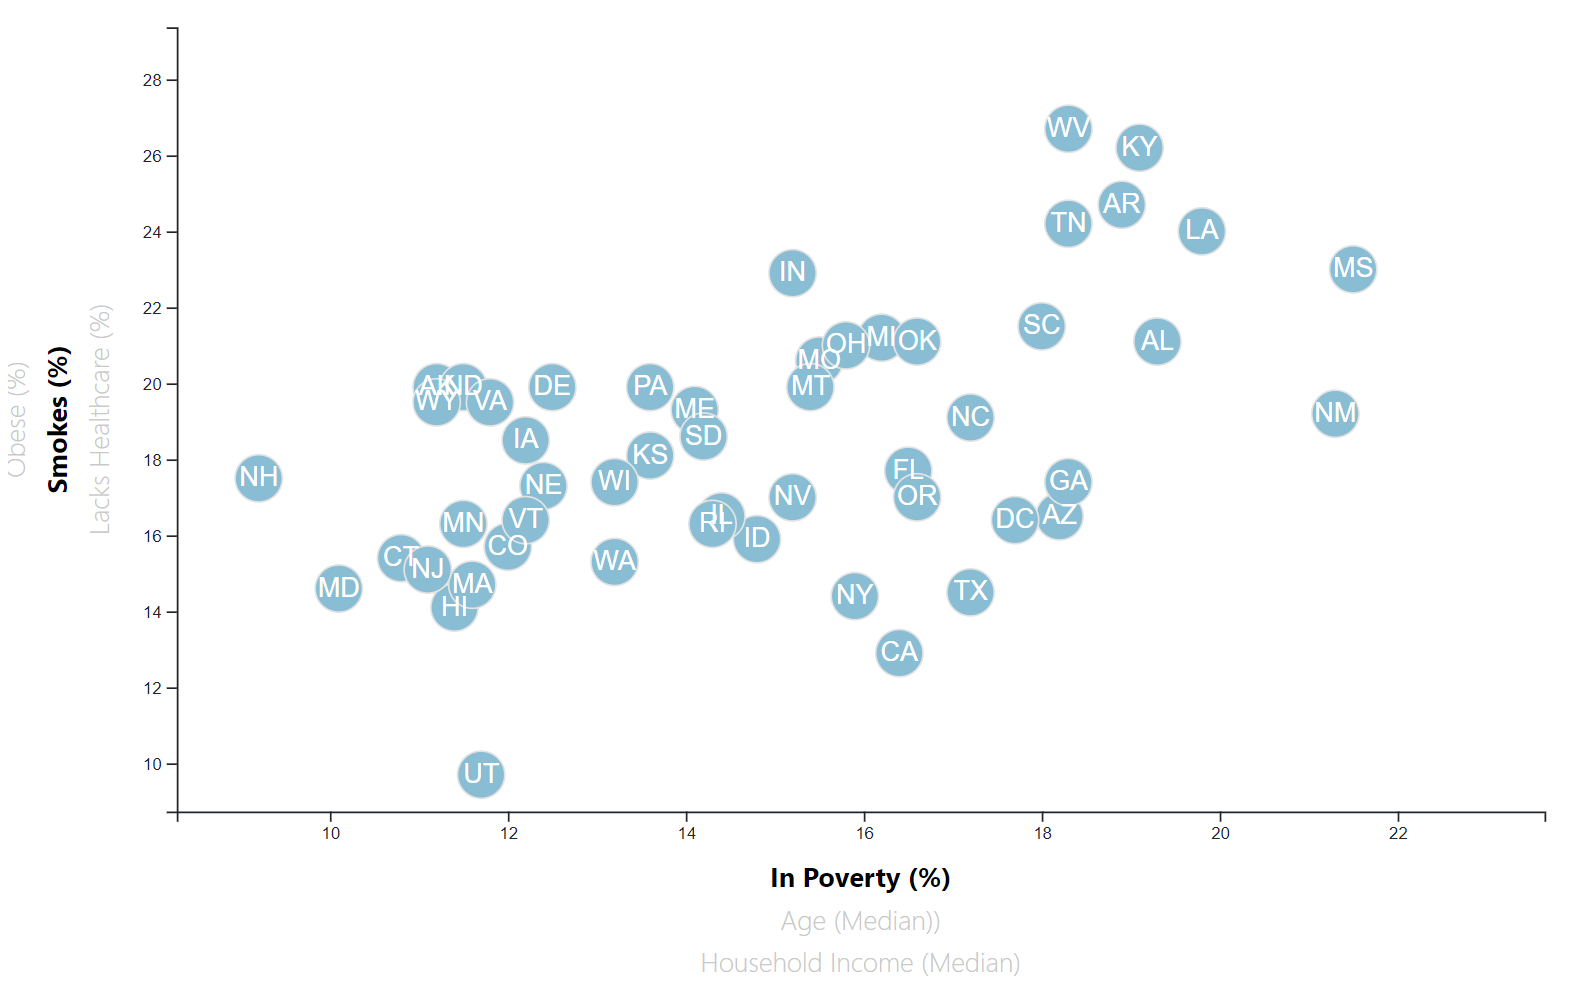 Obese (%)
Smokes (%)
Lacks Healthcare (%)
28
26
24
22
20
18
16
14
12
10
WV
KY
AR
TN
LA
MS
IN
SC
MI
OK
OH
AL
MO
AK
ND
DE
PA
MT
WY
VA
ME
NM
NC
SD
IA
KS
FL
NH
WI
GA
NE
NV
OR
IL
AZ
VT
DC
MN
RI
ID
CO
CT
WA
NJ
MD
MA
TX
NY
HI
CA
UT
10
12
14
16
18
20
22
In Poverty (%)
Age (Median))
Household Income (Median)